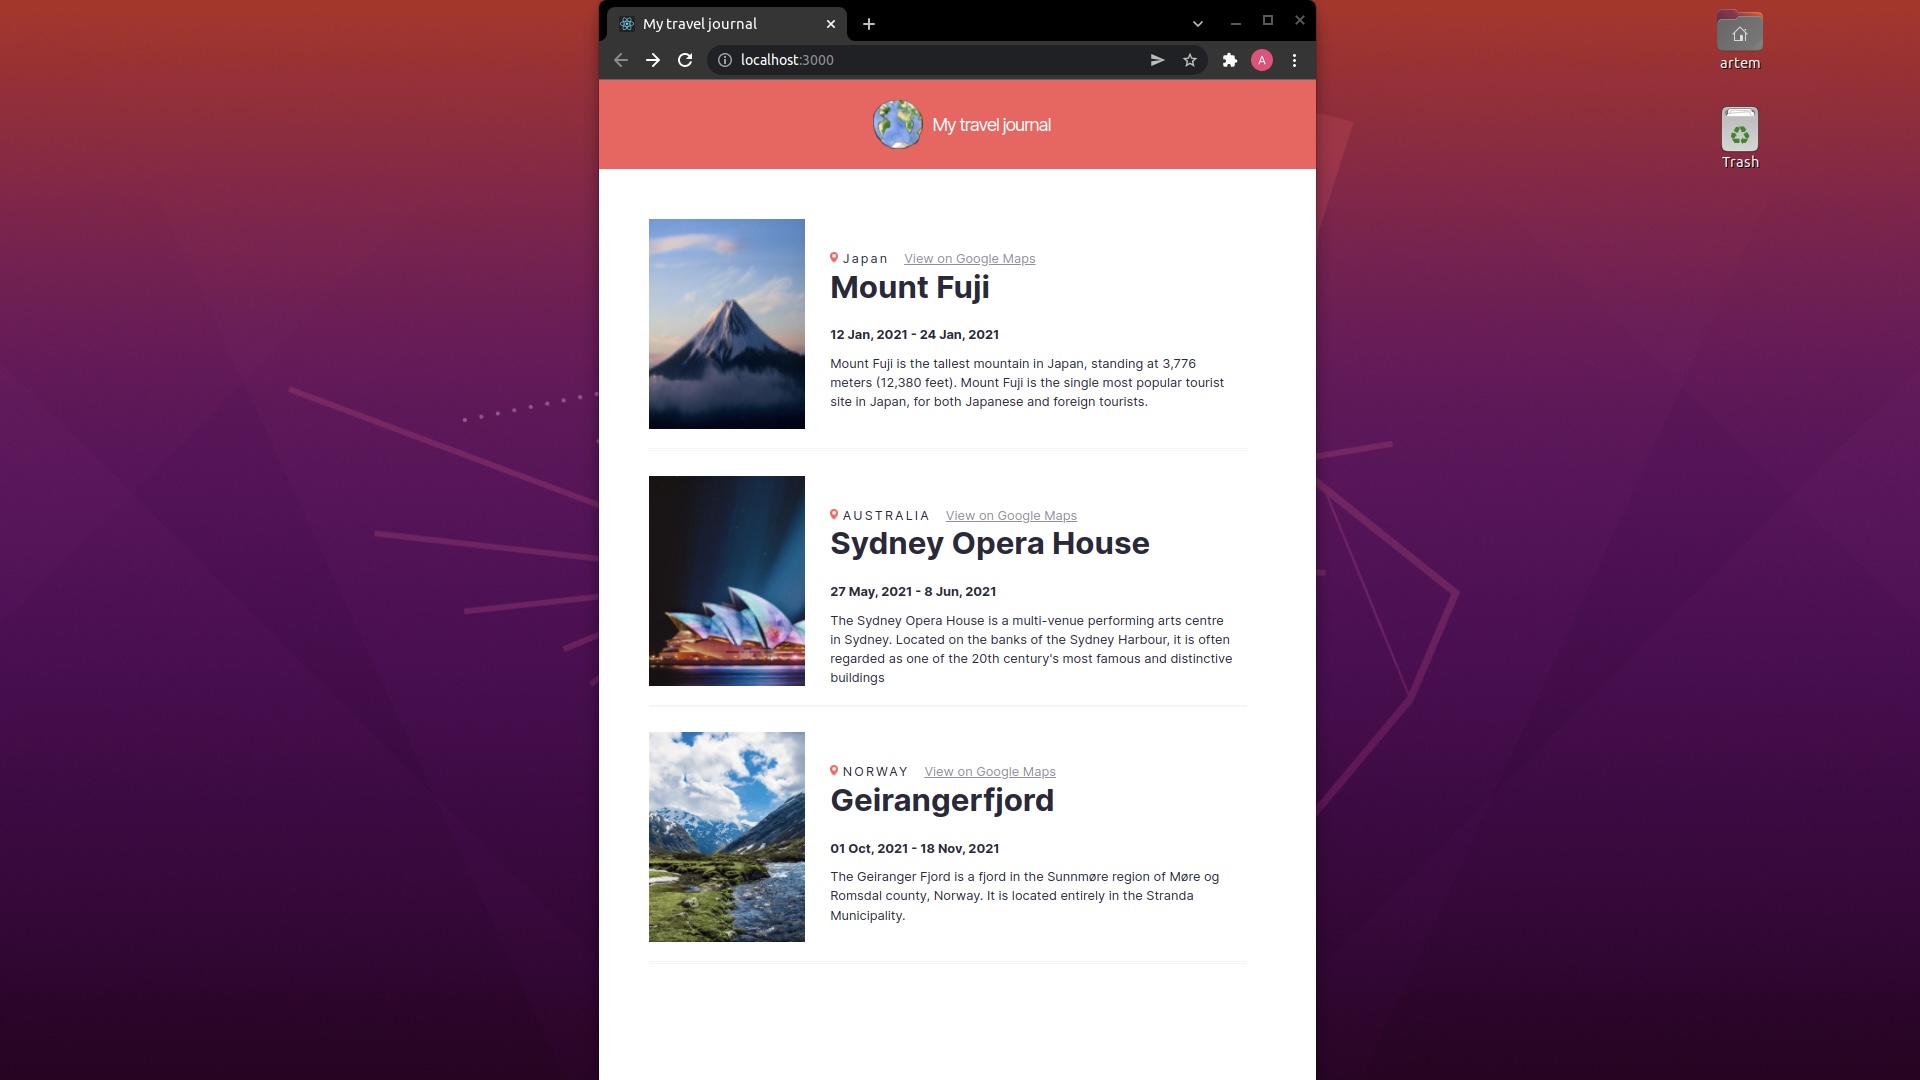 My travel journal
localhost:3000
A
artem
Trash
My travel journal
Japan View on Google Maps
Mount Fuji
12 Jan, 2021 - 24 Jan, 2021
Mount Fuji is the tallest mountain in Japan, standing at 3,776
meters (12,380 feet). Mount Fuji is the single most popular tourist
site in Japan, for both Japanese and foreign tourists.
AUSTRALIA View on Google Maps
Sydney Opera House
27 May, 2021 - 8 Jun, 2021
The Sydney Opera House is a multi-venue performing arts centre
in Sydney. Located on the banks of the Sydney Harbour, it is often
regarded as one of the 20th century's most famous and distinctive
buildings
NORWAY View on Google Maps
Geirangerfjord
01 Oct, 2021 - 18 Nov, 2021
The Geiranger Fjord is a fjord in the Sunnmøre region of Møre og
Romsdal county, Norway. It is located entirely in the Stranda
Municipality.